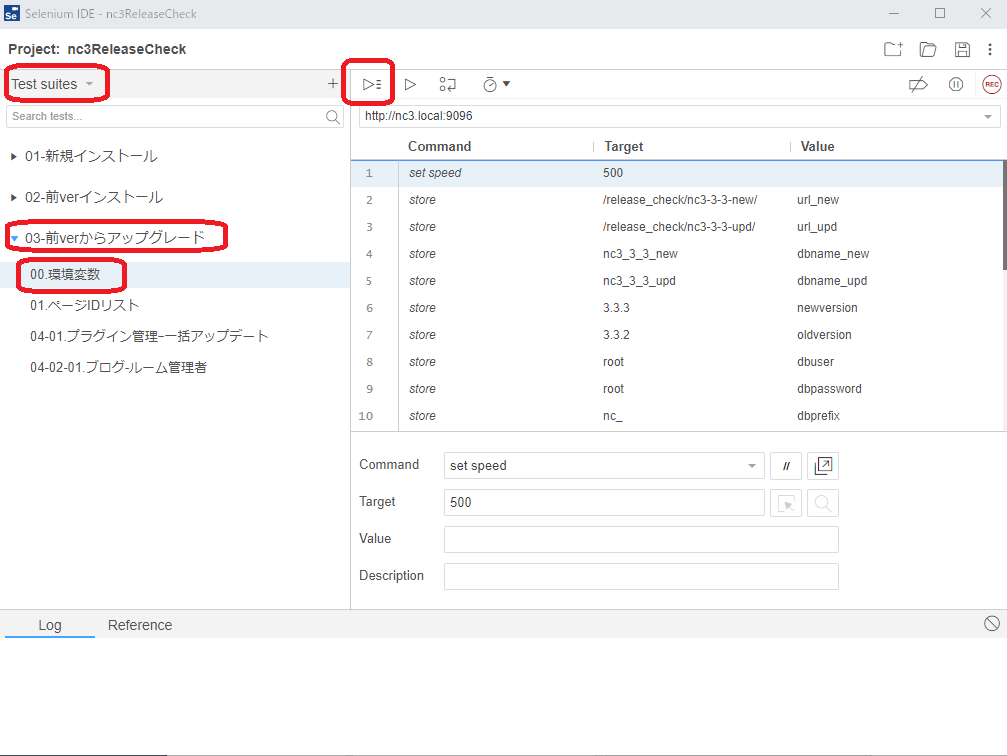 Se Selenium IDE - nc3ReleaseCheck
Project: nc3ReleaseCheck
Test suites
REC
Search tests...
http://nc3.local:9096
01-新規インストール
02-前verインストール
03-前verからアップグレード
00.環境変数
01.ページIDリスト
04-01.プラグイン管理-一括アップデート
04-02-01.ブログ-ルーム管理者
Command Target Value
1 set speed 500
2 store /release_check/nc3-3-3-new/ url_new
3 store /release_check/nc3-3-3-upd/ url_upd
4 store nc3_3_3_new dbname_new
5 store nc3_3_3_upd dbname_upd
6 store 3.3.3 newversion
7 store 3.3.2 oldversion
8 store root dbuser
9 store root dbpassword
10 store nc_ dbprefix
Command set speed //
Target 500
Value
Description
Log Reference